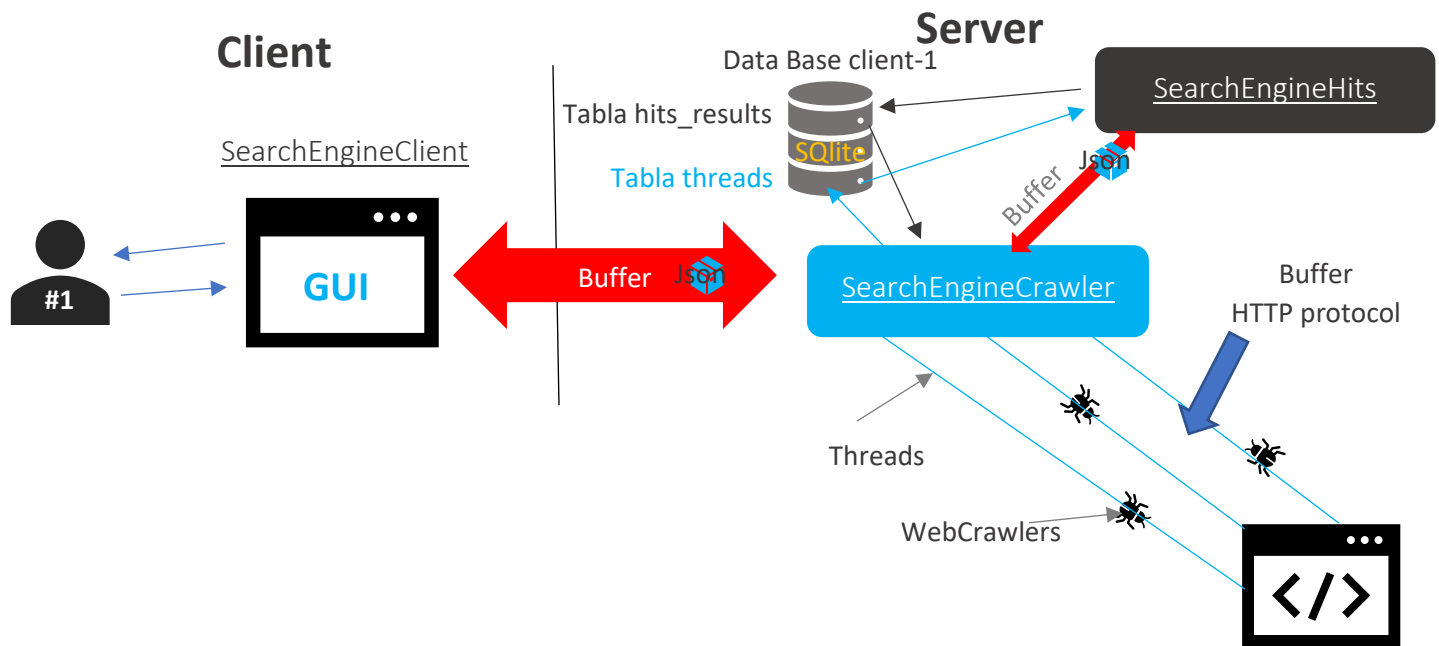 Client
Server
Data Base client-1
SearchEngineHits
Tabla hits_results
SearchEngineClient
SQlite
Json
Tabla threads
Buffer
GUI
Buffer
Json
SearchEngineCrawler
Buffer
HTTP protocol
#1
Threads
WebCrawlers
</>